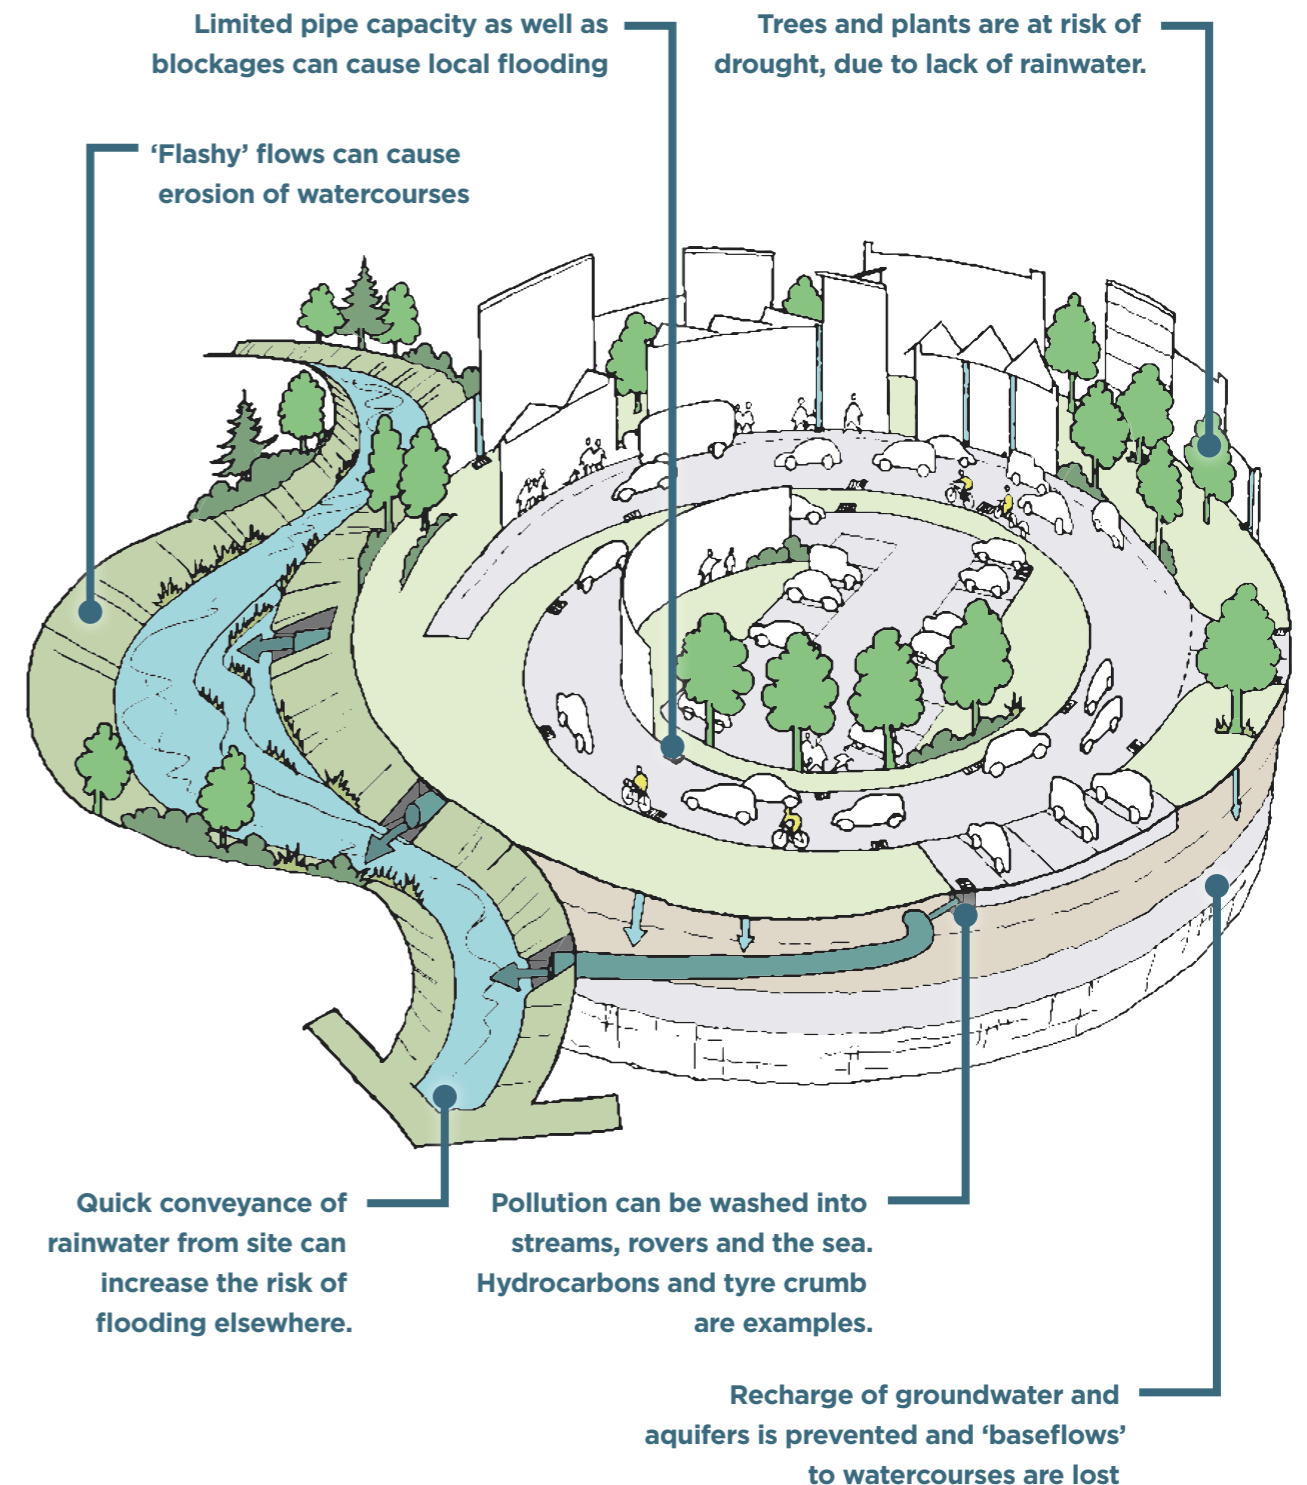 Limited pipe capacity as well as
blockages can cause local flooding
Trees and plants are at risk of
drought, due to lack of rainwater.
‘Flashy’ flows can cause
erosion of watercourses
Quick conveyance of
rainwater from site can
increase the risk of
flooding elsewhere.
Pollution can be washed into
streams, rovers and the sea.
Hydrocarbons and tyre crumb
are examples.
Recharge of groundwater and
aquifers is prevented and ‘baseflows’
to watercourses are lost